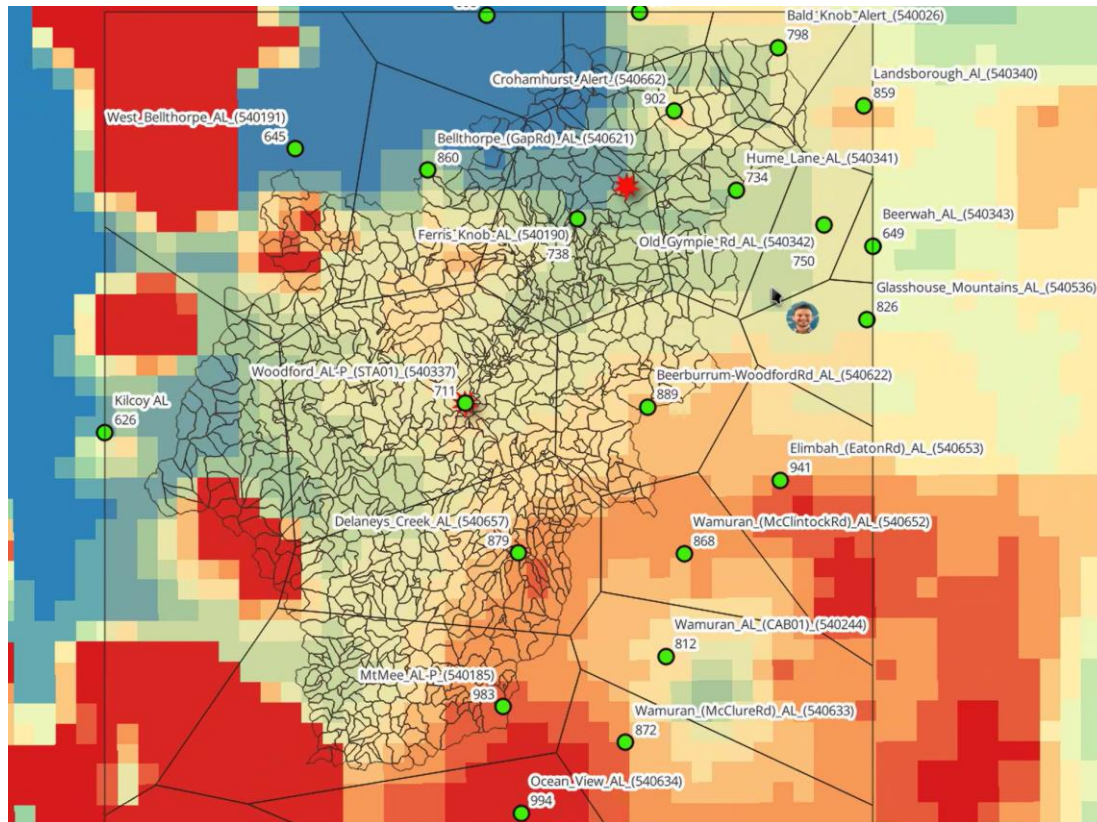 Bald_Knob_Alert_(540026)
798
Crohamhurst_Alert_(540662)
902
Landsborough_Al_(540340)
859
West_Bellthorpe_AL_(540191)
645
Bellthorpe_(GapRd)_AL_(540621)
860
Hume_Lane_AL_(540341)
734
Ferris_Knob_AL_(540190)
738
Old_Gympie_Rd_AL_(540342)
750
Beerwah_AL_(540343)
649
Glasshouse_Mountains_AL_(540536)
826
Woodford_AL-P_(STA01)_(540337)
711
Beerburrum-WoodfordRd_AL_(540622)
889
Kilcoy AL
626
Elimbah_(EatonRd)_AL_(540653)
941
Delaneys_Creek_AL_(540657)
879
Wamuran_(McClintockRd)_AL_(540652)
868
Wamuran_AL_(CAB01)_(540244)
812
MtMee_AL-P_(540185)
983
Wamuran_(McClureRd)_AL_(540633)
872
Ocean_View_AL_(540634)
994